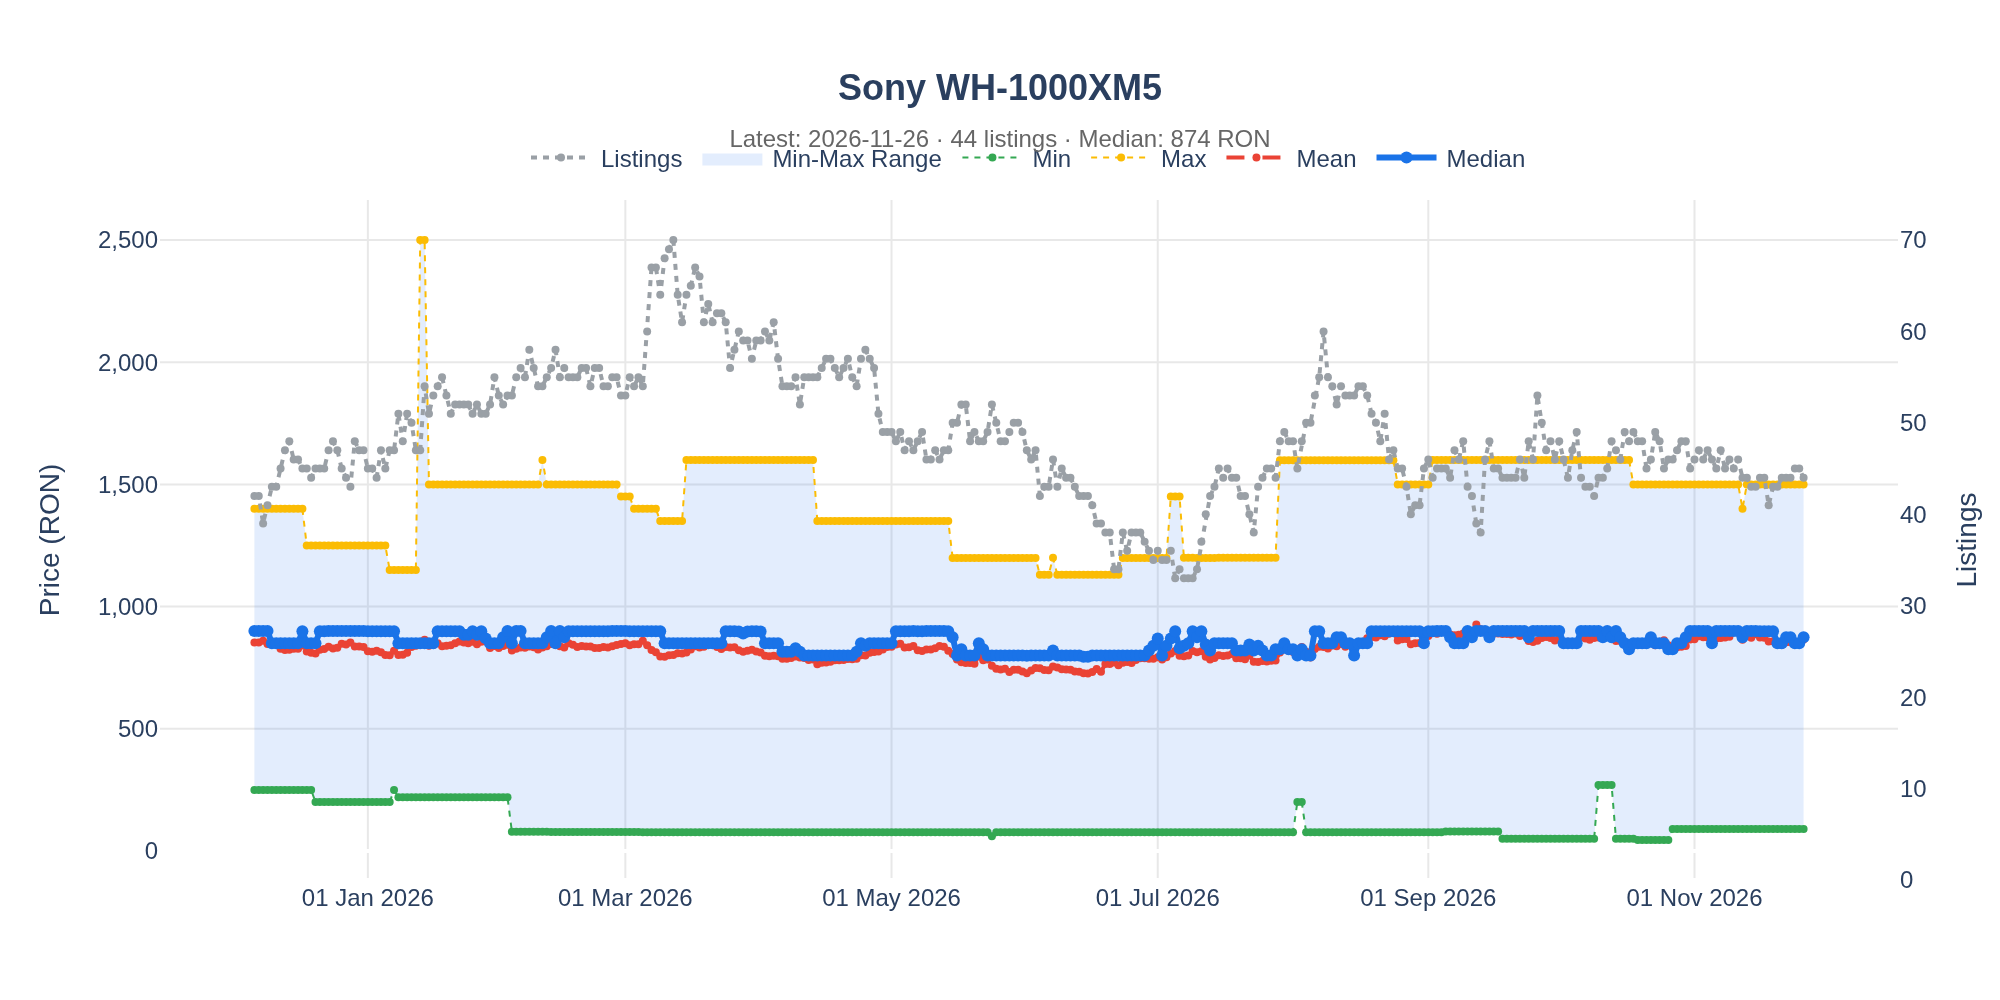 Sony WH-1000XM5
Latest: 2026-11-26 · 44 listings · Median: 874 RON
Listings Min-Max Range Min Max Mean Median
2,500
2,000
1,500
1,000
500
0
Price (RON)
70
60
50
40
30
20
10
0
Listings
01 Jan 2026 01 Mar 2026 01 May 2026 01 Jul 2026 01 Sep 2026 01 Nov 2026